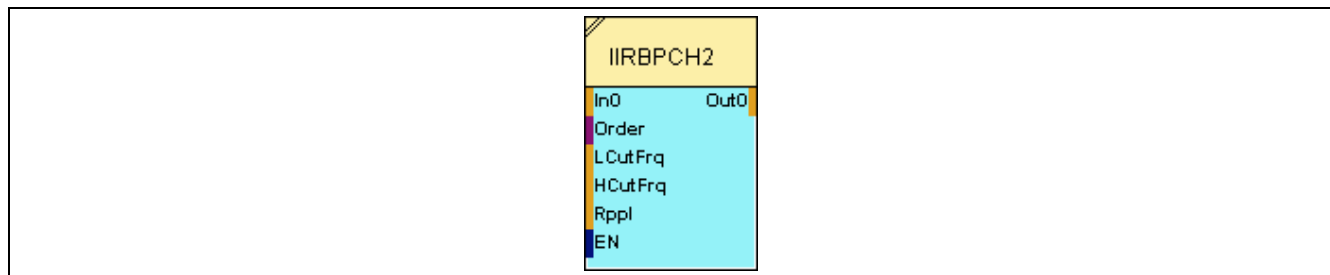 IIRBPCH2
In0 Out0
Order
LCutFrq
HCutFrq
Rppl
EN